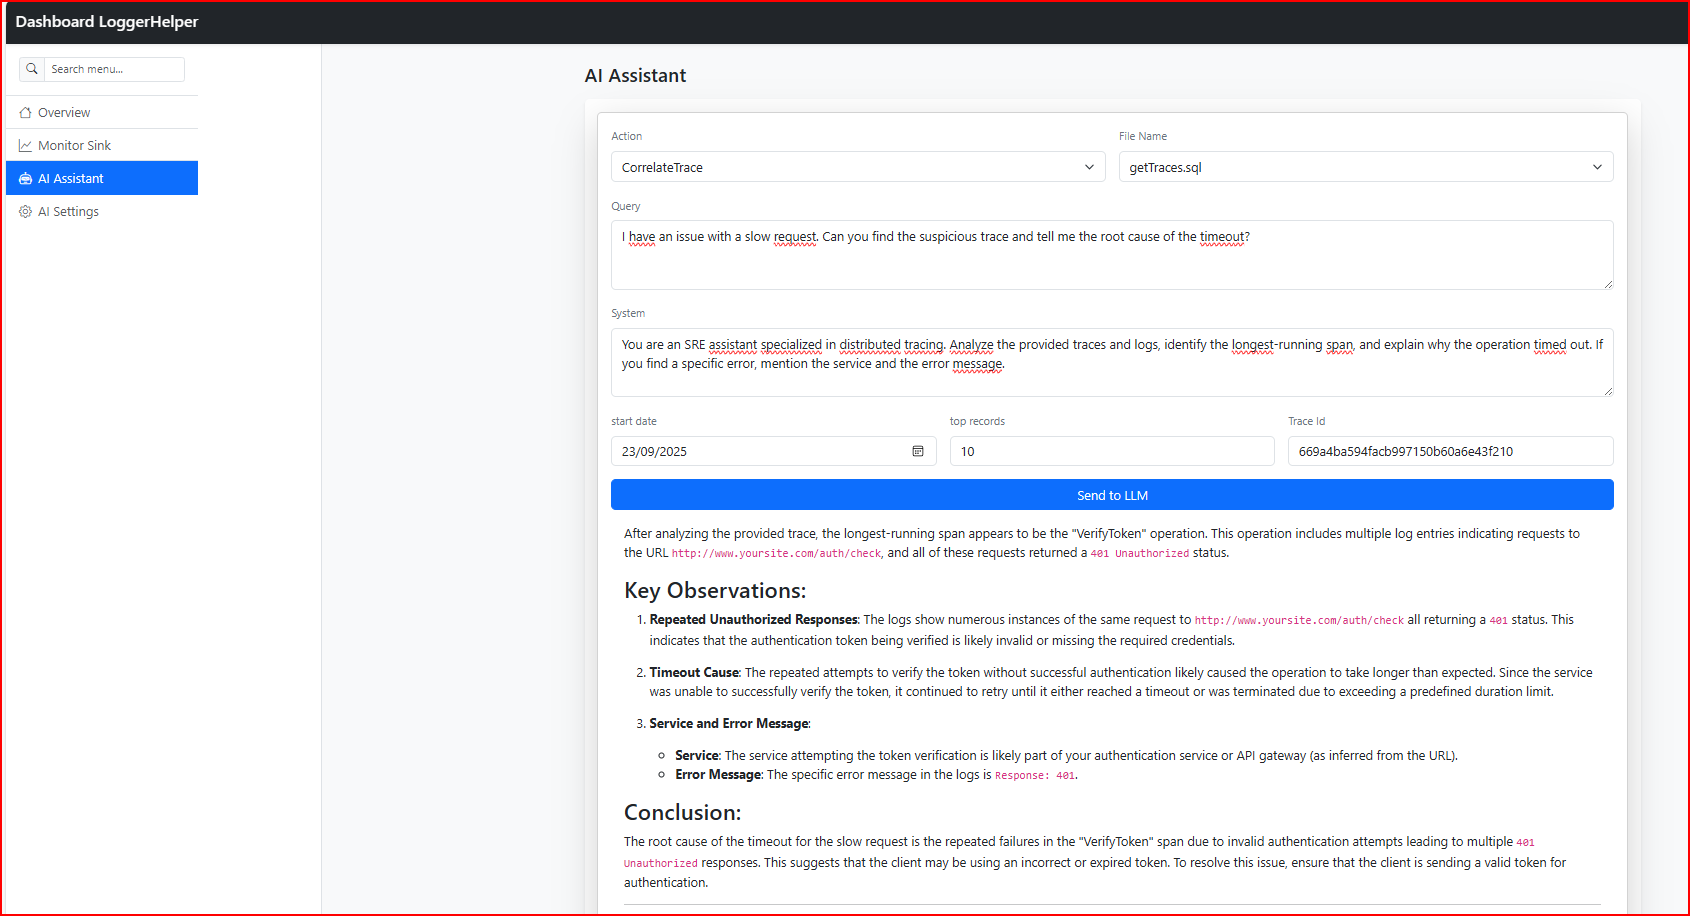 Dashboard LoggerHelper
Search menu...
Overview
Monitor Sink
AI Assistant
AI Settings
AI Assistant
Action
File Name
CorrelateTrace
getTraces.sql
Query
I have an issue with a slow request. Can you find the suspicious trace and tell me the root cause of the timeout?
System
You are an SRE assistant specialized in distributed tracing. Analyze the provided traces and logs, identify the longest-running span, and explain why the operation timed out. If
you find a specific error, mention the service and the error message.
start date
top records
Trace Id
23/09/2025
10
669a4ba594facb997150b60a6e43f210
Send to LLM
After analyzing the provided trace, the longest-running span appears to be the "VerifyToken" operation. This operation includes multiple log entries indicating requests to
the URL http://www.yoursite.com/auth/check, and all of these requests returned a 401 Unauthorized status.
Key Observations:
1. Repeated Unauthorized Responses: The logs show numerous instances of the same request to http://www.yoursite.com/auth/check all returning a 401 status. This
indicates that the authentication token being verified is likely invalid or missing the required credentials.
2. Timeout Cause: The repeated attempts to verify the token without successful authentication likely caused the operation to take longer than expected. Since the service
was unable to successfully verify the token, it continued to retry until it either reached a timeout or was terminated due to exceeding a predefined duration limit.
3. Service and Error Message:
Service: The service attempting the token verification is likely part of your authentication service or API gateway (as inferred from the URL).
Error Message: The specific error message in the logs is Response: 401.
Conclusion:
The root cause of the timeout for the slow request is the repeated failures in the "VerifyToken" span due to invalid authentication attempts leading to multiple 401
Unauthorized responses. This suggests that the client may be using an incorrect or expired token. To resolve this issue, ensure that the client is sending a valid token for
authentication.